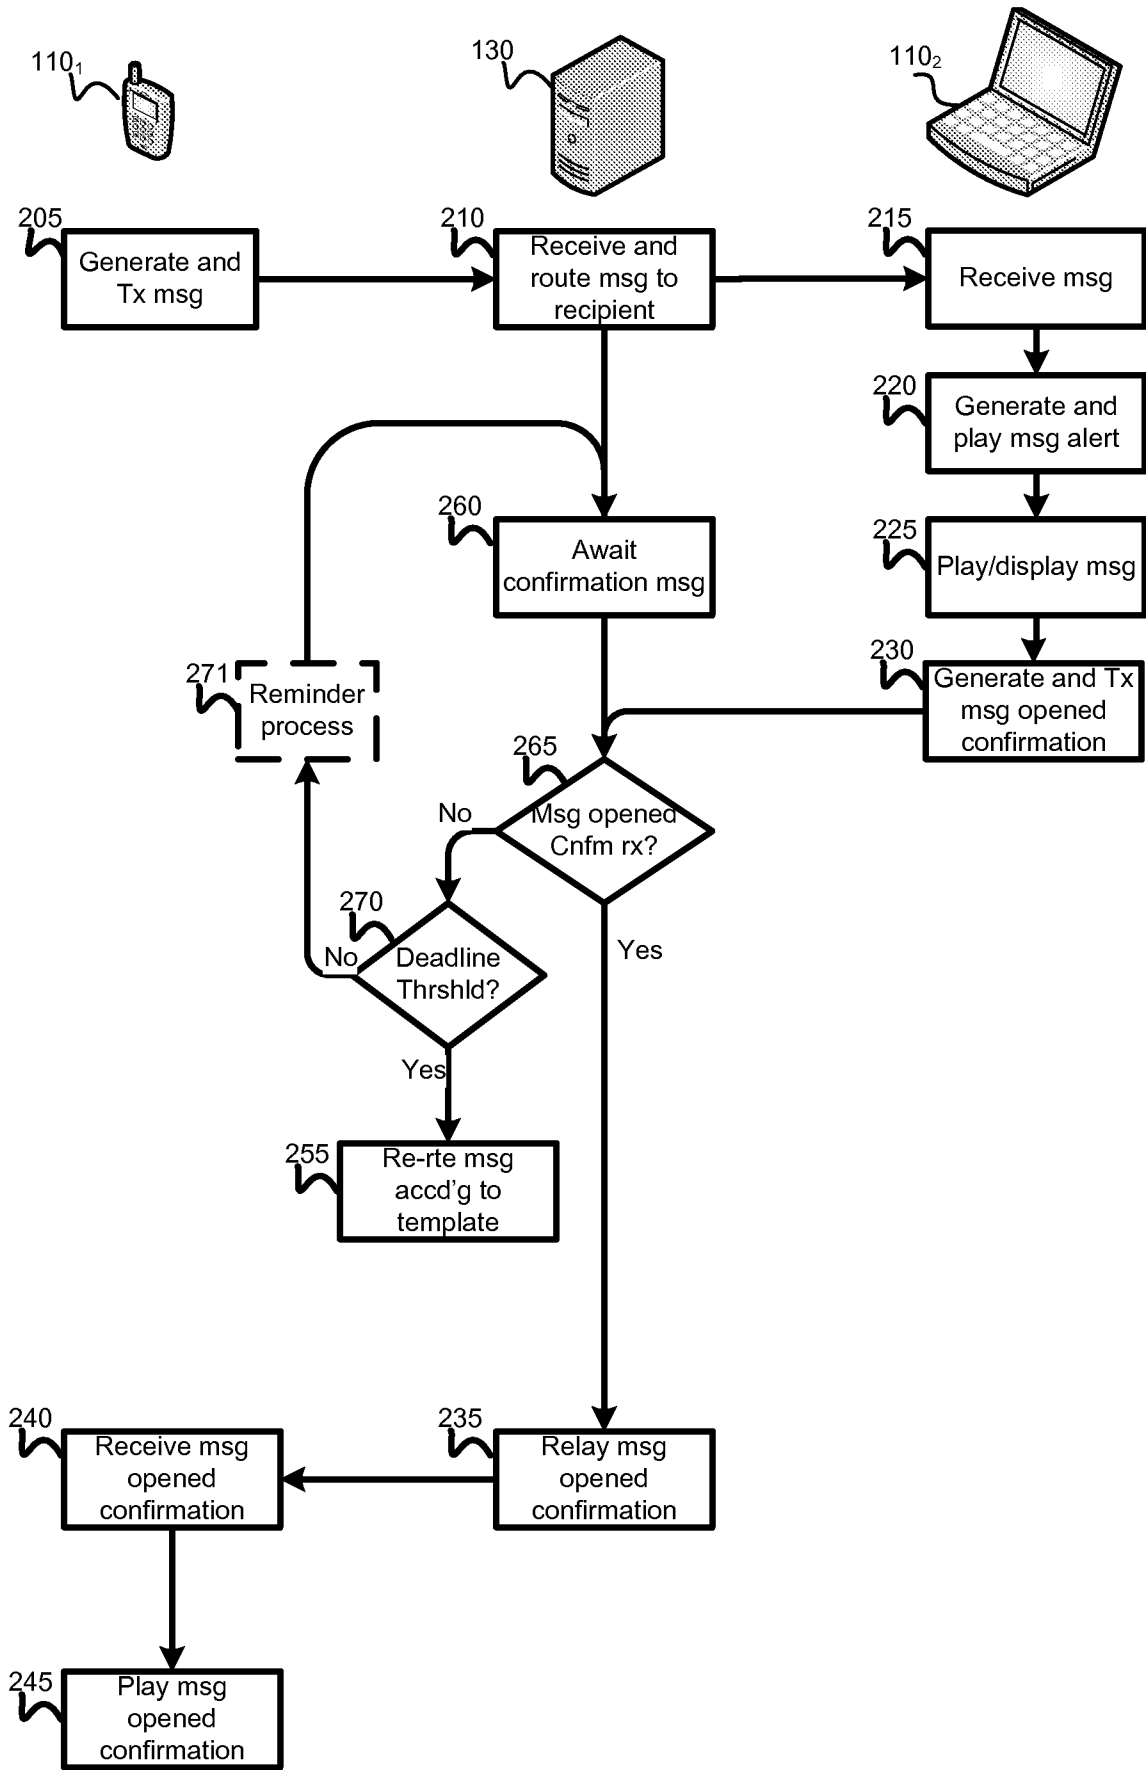 110₁
130
110₂
205
Generate and
Tx msg
210
Receive and
route msg to
recipient
215
Receive msg
220
Generate and
play msg alert
260
Await
confirmation msg
225
Play/display msg
230
Generate and Tx
msg opened
confirmation
271
Reminder
process
265
Msg opened
Cnfm rx?
No
Yes
270
Deadline
Thrshld?
No
Yes
255
Re-rte msg
accd'g to
template
240
Receive msg
opened
confirmation
235
Relay msg
opened
confirmation
245
Play msg
opened
confirmation